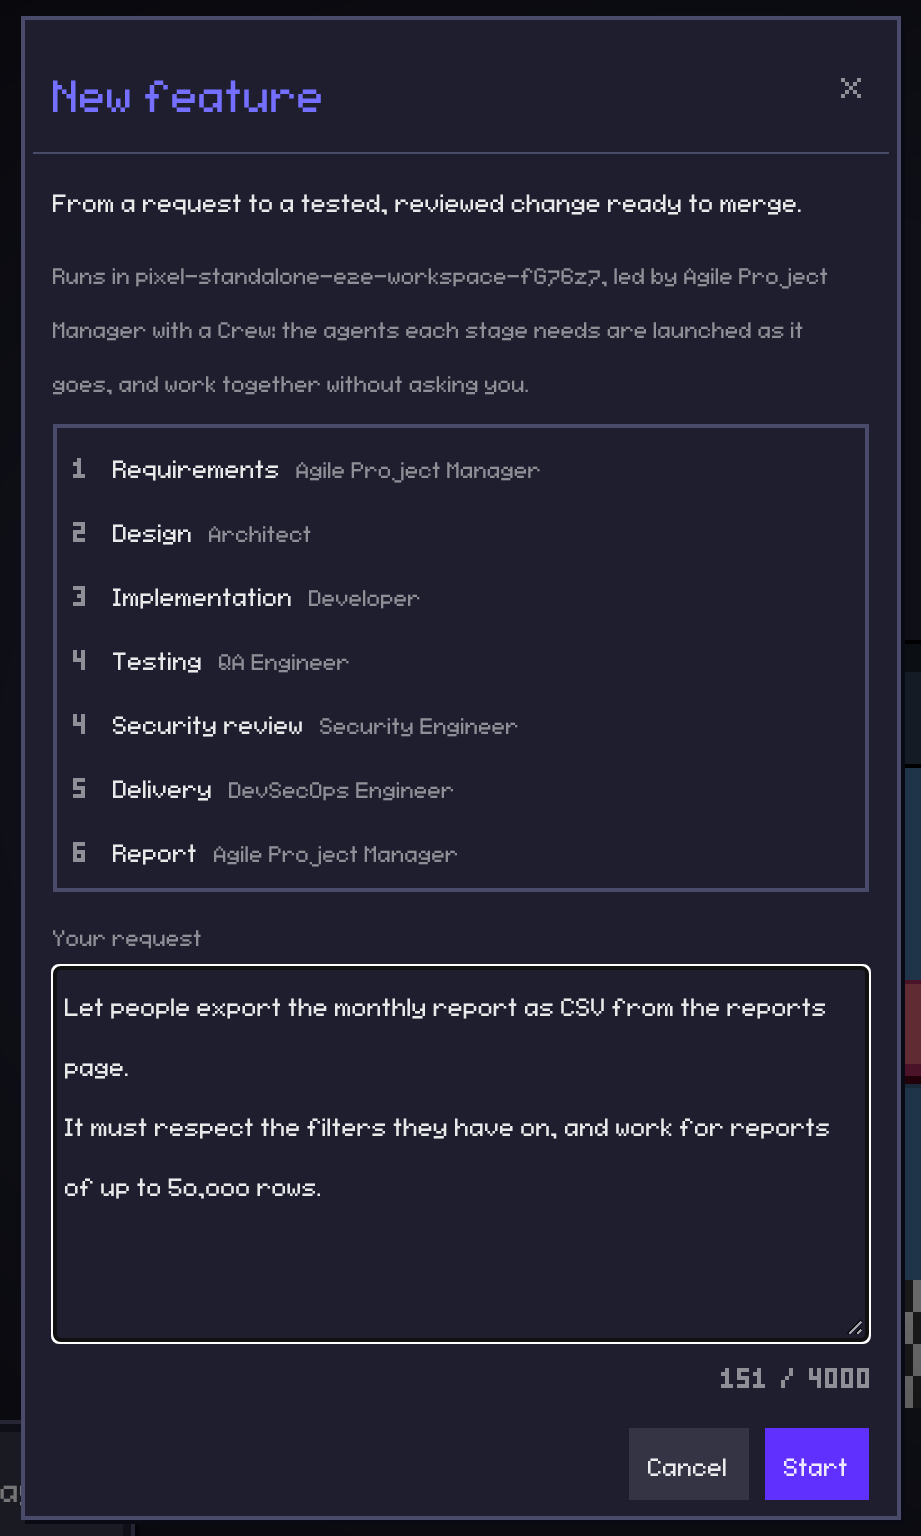 New feature
From a request to a tested, reviewed change ready to merge.
Runs in pixel-standalone-e2e-workspace-fG76z7, led by Agile Project
Manager with a Crew: the agents each stage needs are launched as it
goes, and work together without asking you.
1 Requirements Agile Project Manager
2 Design Architect
3 Implementation Developer
4 Testing QA Engineer
4 Security review Security Engineer
5 Delivery DevSecOps Engineer
6 Report Agile Project Manager
Your request
Let people export the monthly report as CSV from the reports
page.
It must respect the filters they have on, and work for reports
of up to 50,000 rows.
151 / 4000
Cancel Start